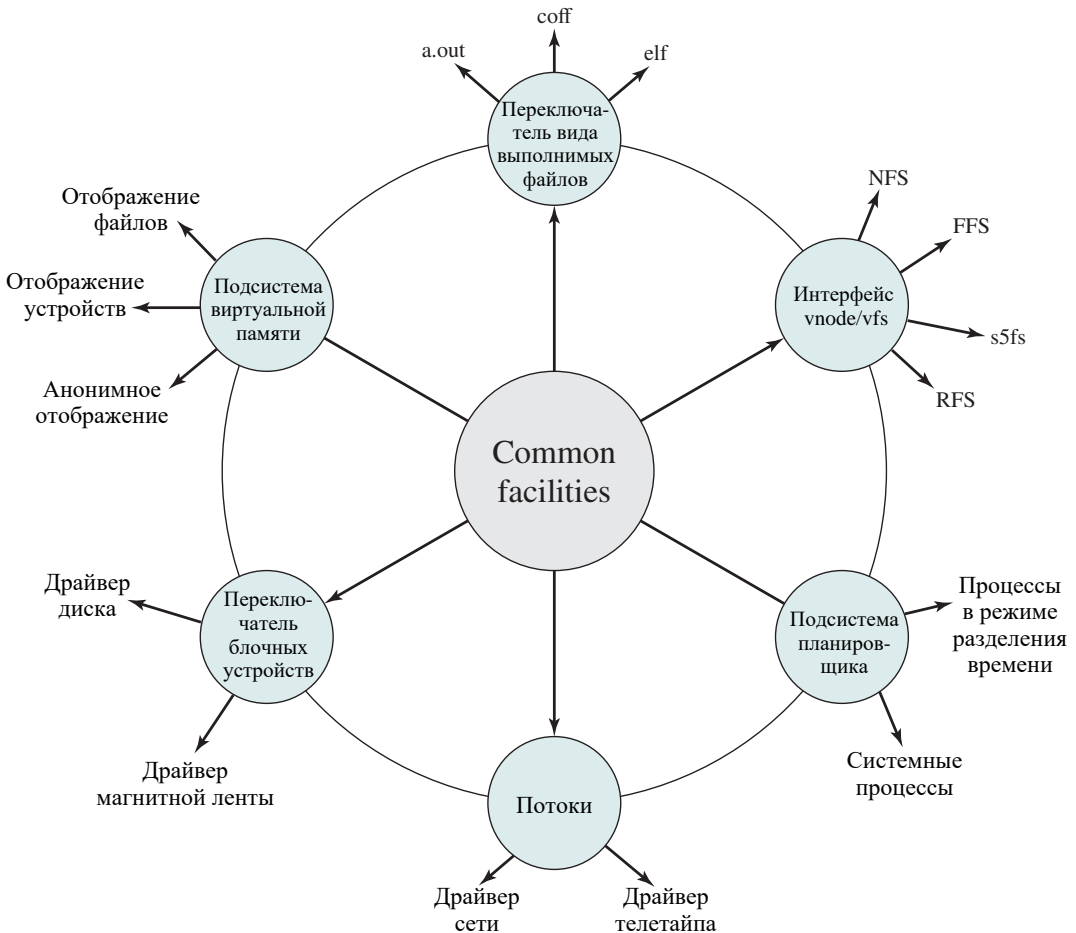 coff
a.out
elf
Переключа-
тель вида
выполнимых
файлов
NFS
FFS
s5fs
RFS
Интерфейс
vnode/vfs
Отображение
файлов
Отображение
устройств
Анонимное
отображение
Подсистема
виртуальной
памяти
Common
facilities
Драйвер
диска
Переклю-
чатель
блочных
устройств
Драйвер
магнитной ленты
Подсистема
планиров-
щика
Процессы
в режиме
разделения
времени
Системные
процессы
Потоки
Драйвер
сети
Драйвер
телетайпа